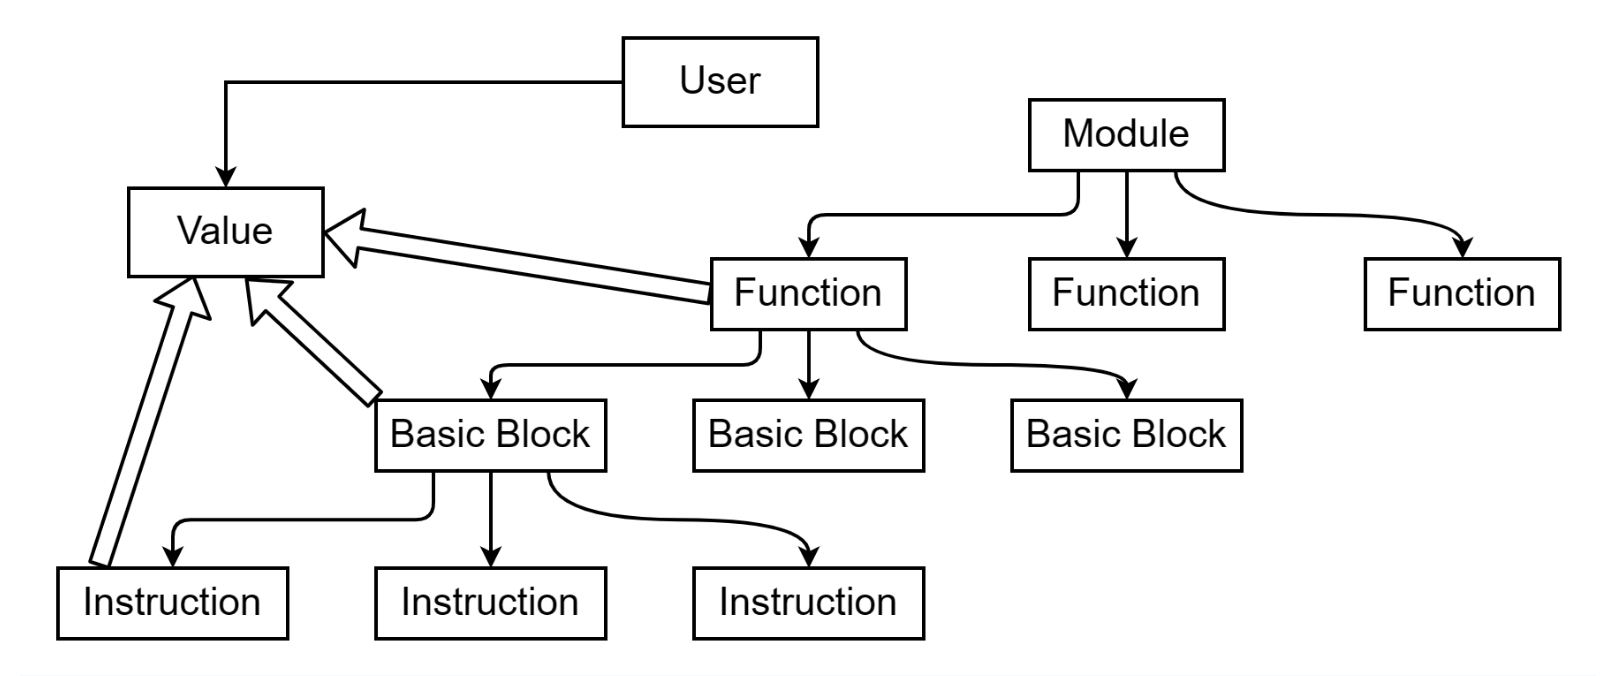 User
Module
Value
Function
Function
Function
Basic Block
Basic Block
Basic Block
Instruction
Instruction
Instruction